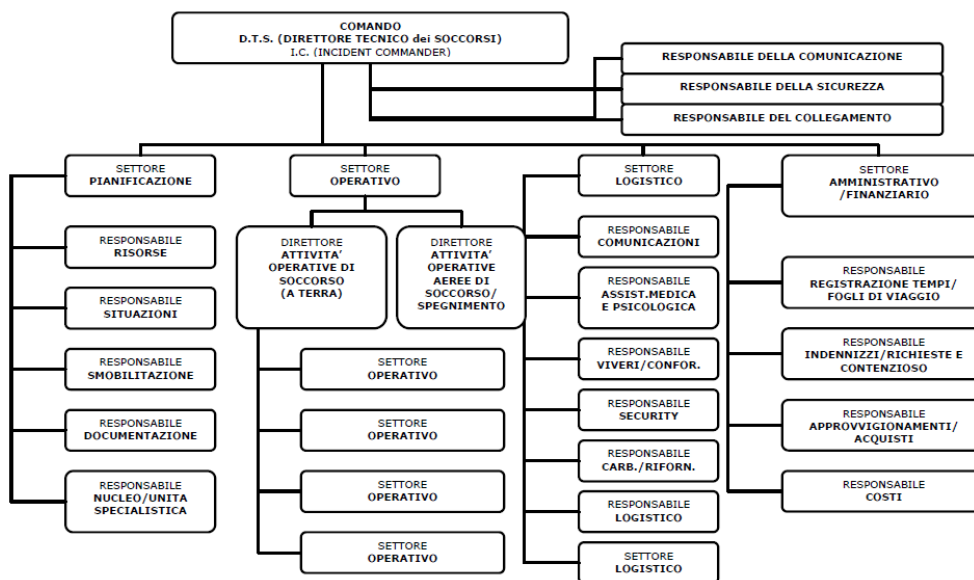 COMANDO
D.T.S. (DIRETTORE TECNICO dei SOCCORSI)
I.C. (INCIDENT COMMANDER)
RESPONSABILE DELLA COMUNICAZIONE
RESPONSABILE DELLA SICUREZZA
RESPONSABILE DEL COLLEGAMENTO
SETTORE
PIANIFICAZIONE
RESPONSABILE
RISORSE
RESPONSABILE
SITUAZIONI
RESPONSABILE
SMOBILITAZIONE
RESPONSABILE
DOCUMENTAZIONE
RESPONSABILE
NUCLEO/UNITA
SPECIALISTICA
SETTORE
OPERATIVO
DIRETTORE
ATTIVITA'
OPERATIVE DI
SOCCORSO
(A TERRA)
DIRETTORE
ATTIVITA'
OPERATIVE
AEREE DI
SOCCORSO/
SPEGNIMENTO
SETTORE
OPERATIVO
SETTORE
OPERATIVO
SETTORE
OPERATIVO
SETTORE
OPERATIVO
SETTORE
LOGISTICO
RESPONSABILE
COMUNICAZIONI
RESPONSABILE
ASSIST.MEDICA
E PSICOLOGICA
RESPONSABILE
VIVERI/CONFOR.
RESPONSABILE
SECURITY
RESPONSABILE
CARB./RIFORN.
RESPONSABILE
LOGISTICO
SETTORE
LOGISTICO
SETTORE
AMMINISTRATIVO
/FINANZIARIO
RESPONSABILE
REGISTRAZIONE TEMPI/
FOGLI DI VIAGGIO
RESPONSABILE
INDENNIZZI/RICHIESTE E
CONTENZIOSO
RESPONSABILE
APPROVVIGIONAMENTI/
ACQUISTI
RESPONSABILE
COSTI